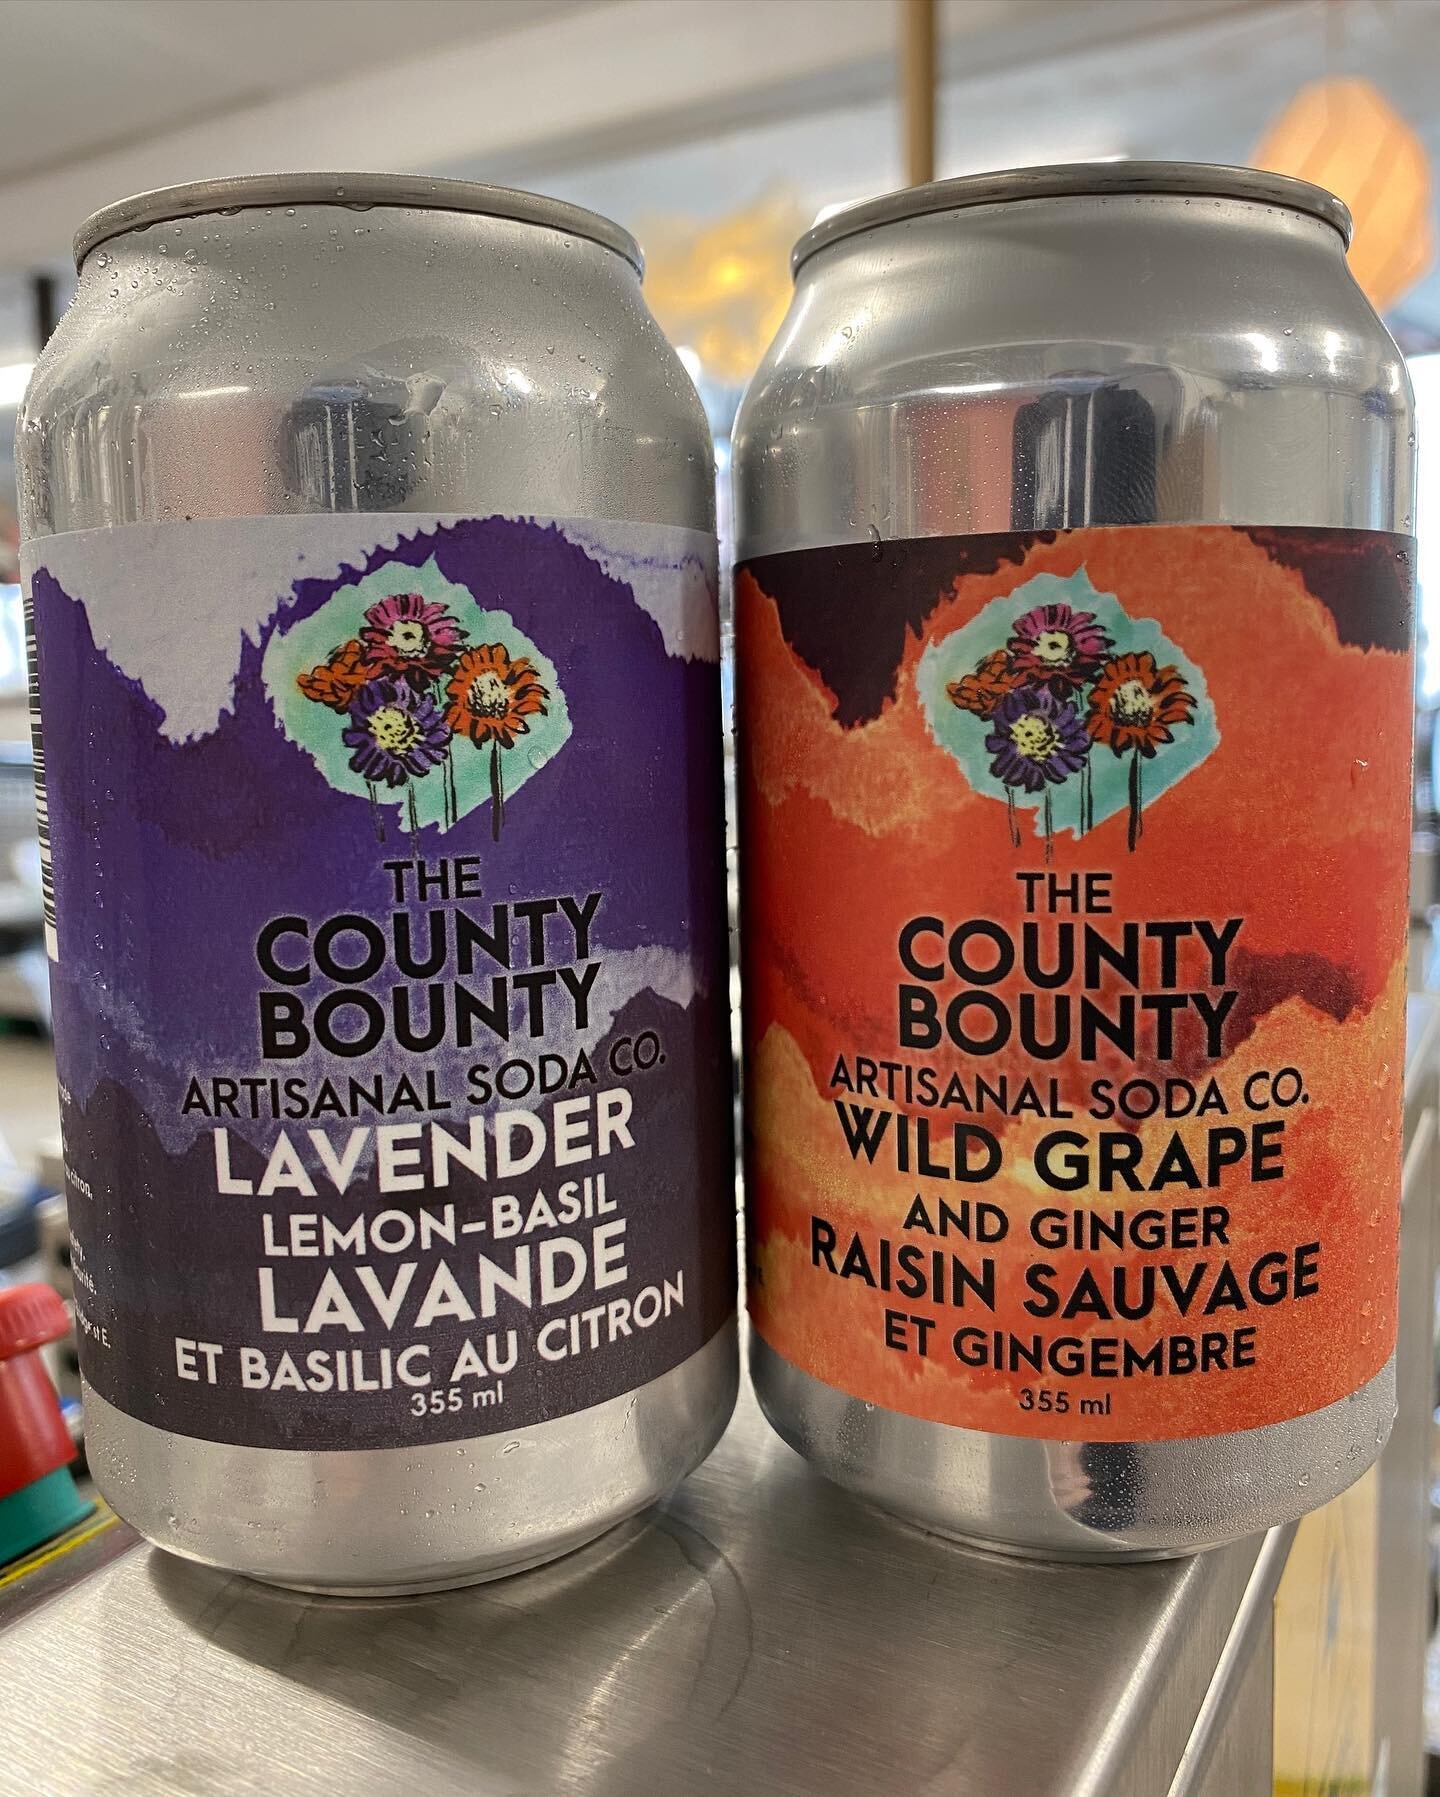 THE
COUNTY
BOUNTY
ARTISANAL SODA CO.
LAVENDER
LEMON-BASIL
LAVANDE
ET BASILIC AU CITRON
355 ml
THE
COUNTY
BOUNTY
ARTISANAL SODA CO.
WILD GRAPE
AND GINGER
RAISIN SAUVAGE
ET GINGEMBRE
355 ml